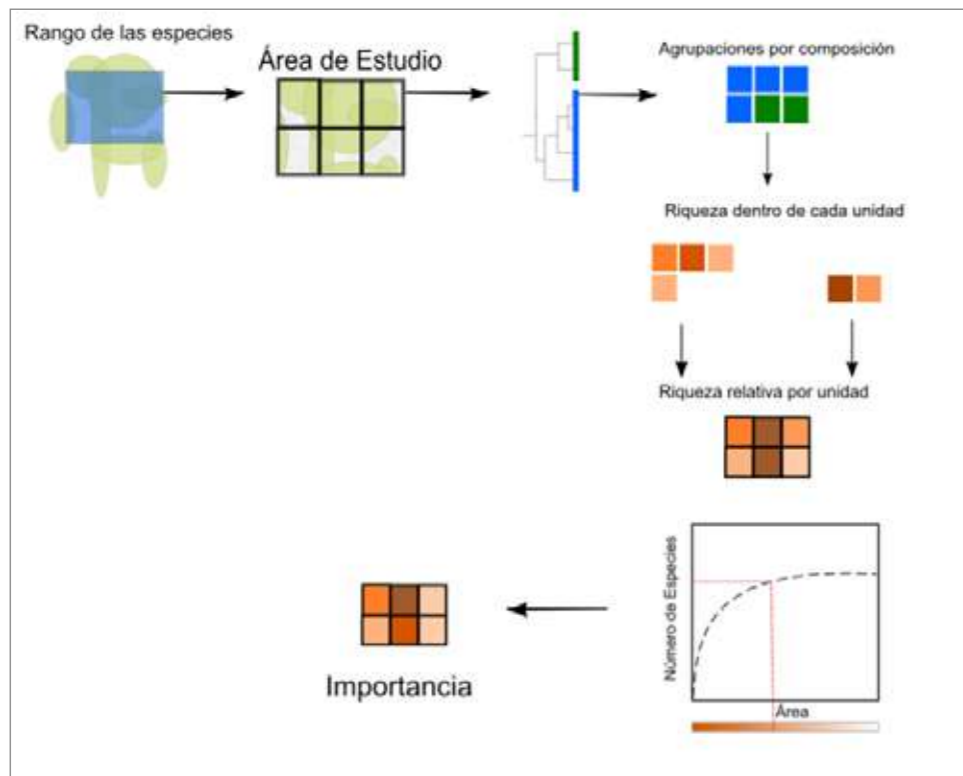 Rango de las especies
Área de Estudio
Agrupaciones por composición
Riqueza dentro de cada unidad
Riqueza relativa por unidad
Número de Especies
Área
Importancia